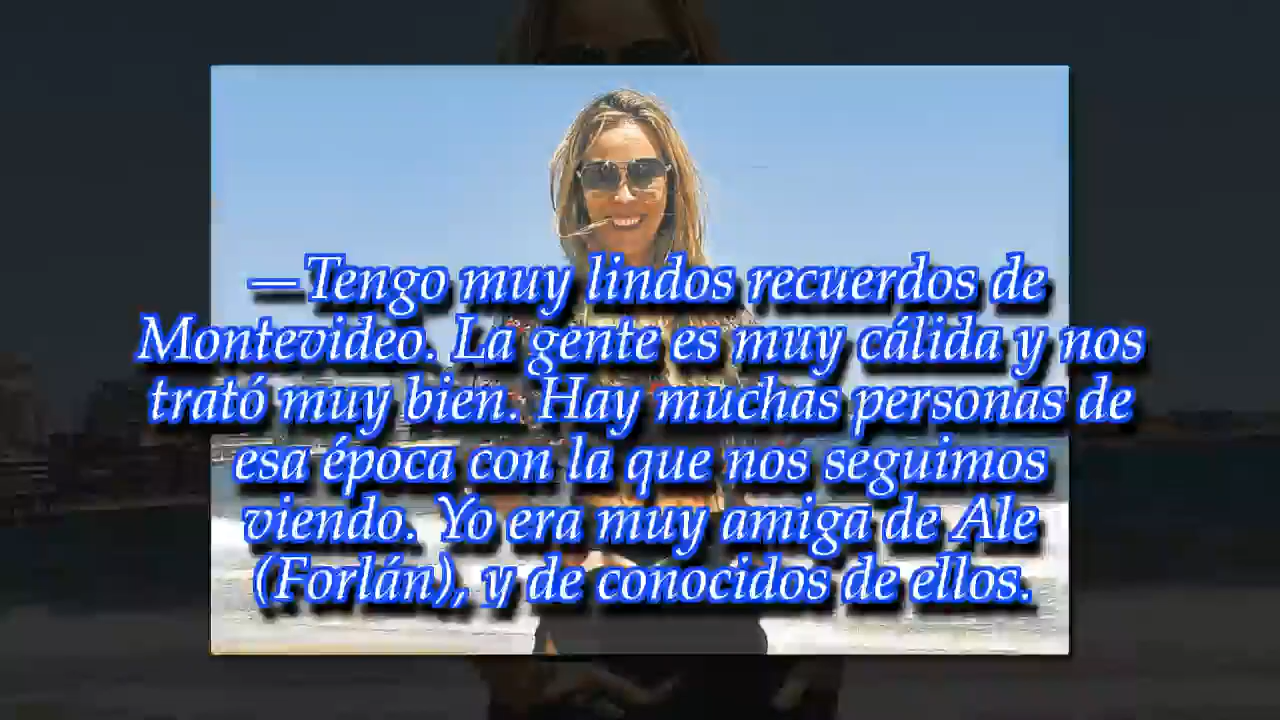 —Tengo muy lindos recuerdos de
Montevideo. La gente es muy cálida y nos
trató muy bien. Hay muchas personas de
esa época con la que nos seguimos
viendo. Yo era muy amiga de Ale
(Forlán), y de conocidos de ellos.